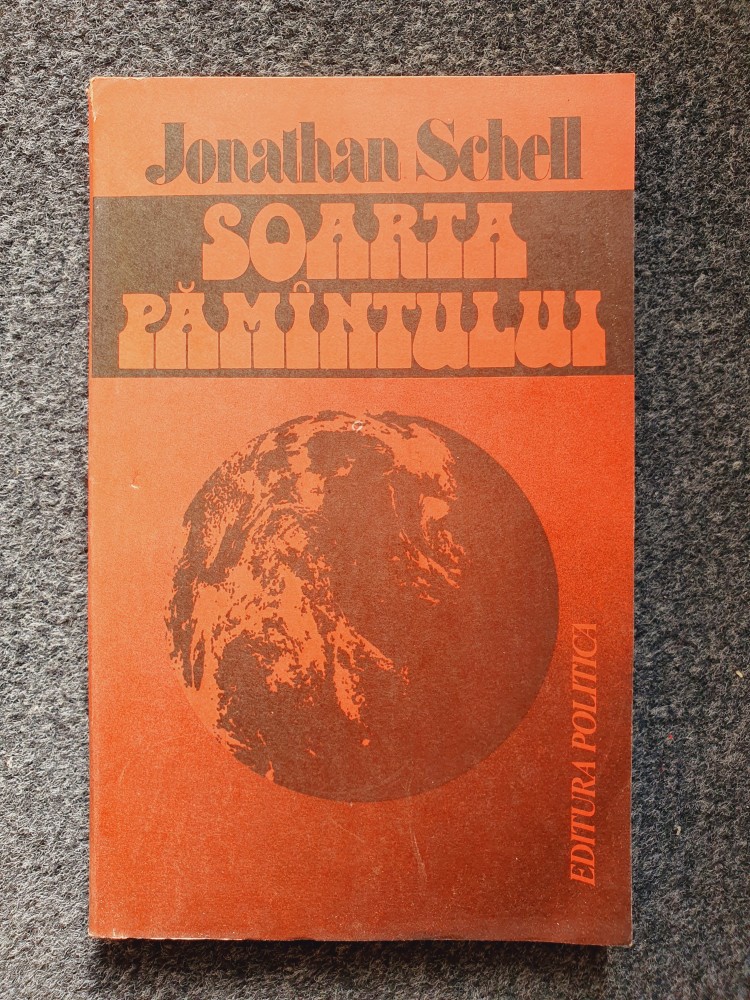 Jonathan Schell
SOARTA
PĂMÎNTULUI
EDITURA POLITICA